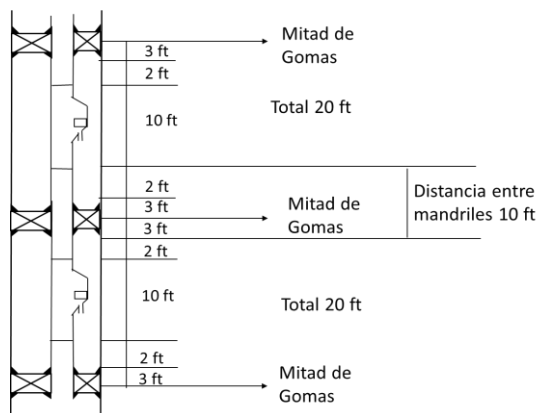 Mitad de
Gomas
3 ft
2 ft
Total 20 ft
10 ft
2 ft
3 ft
3 ft
2 ft
Mitad de
Gomas
Distancia entre
mandriles 10 ft
10 ft
Total 20 ft
2 ft
3 ft
Mitad de
Gomas